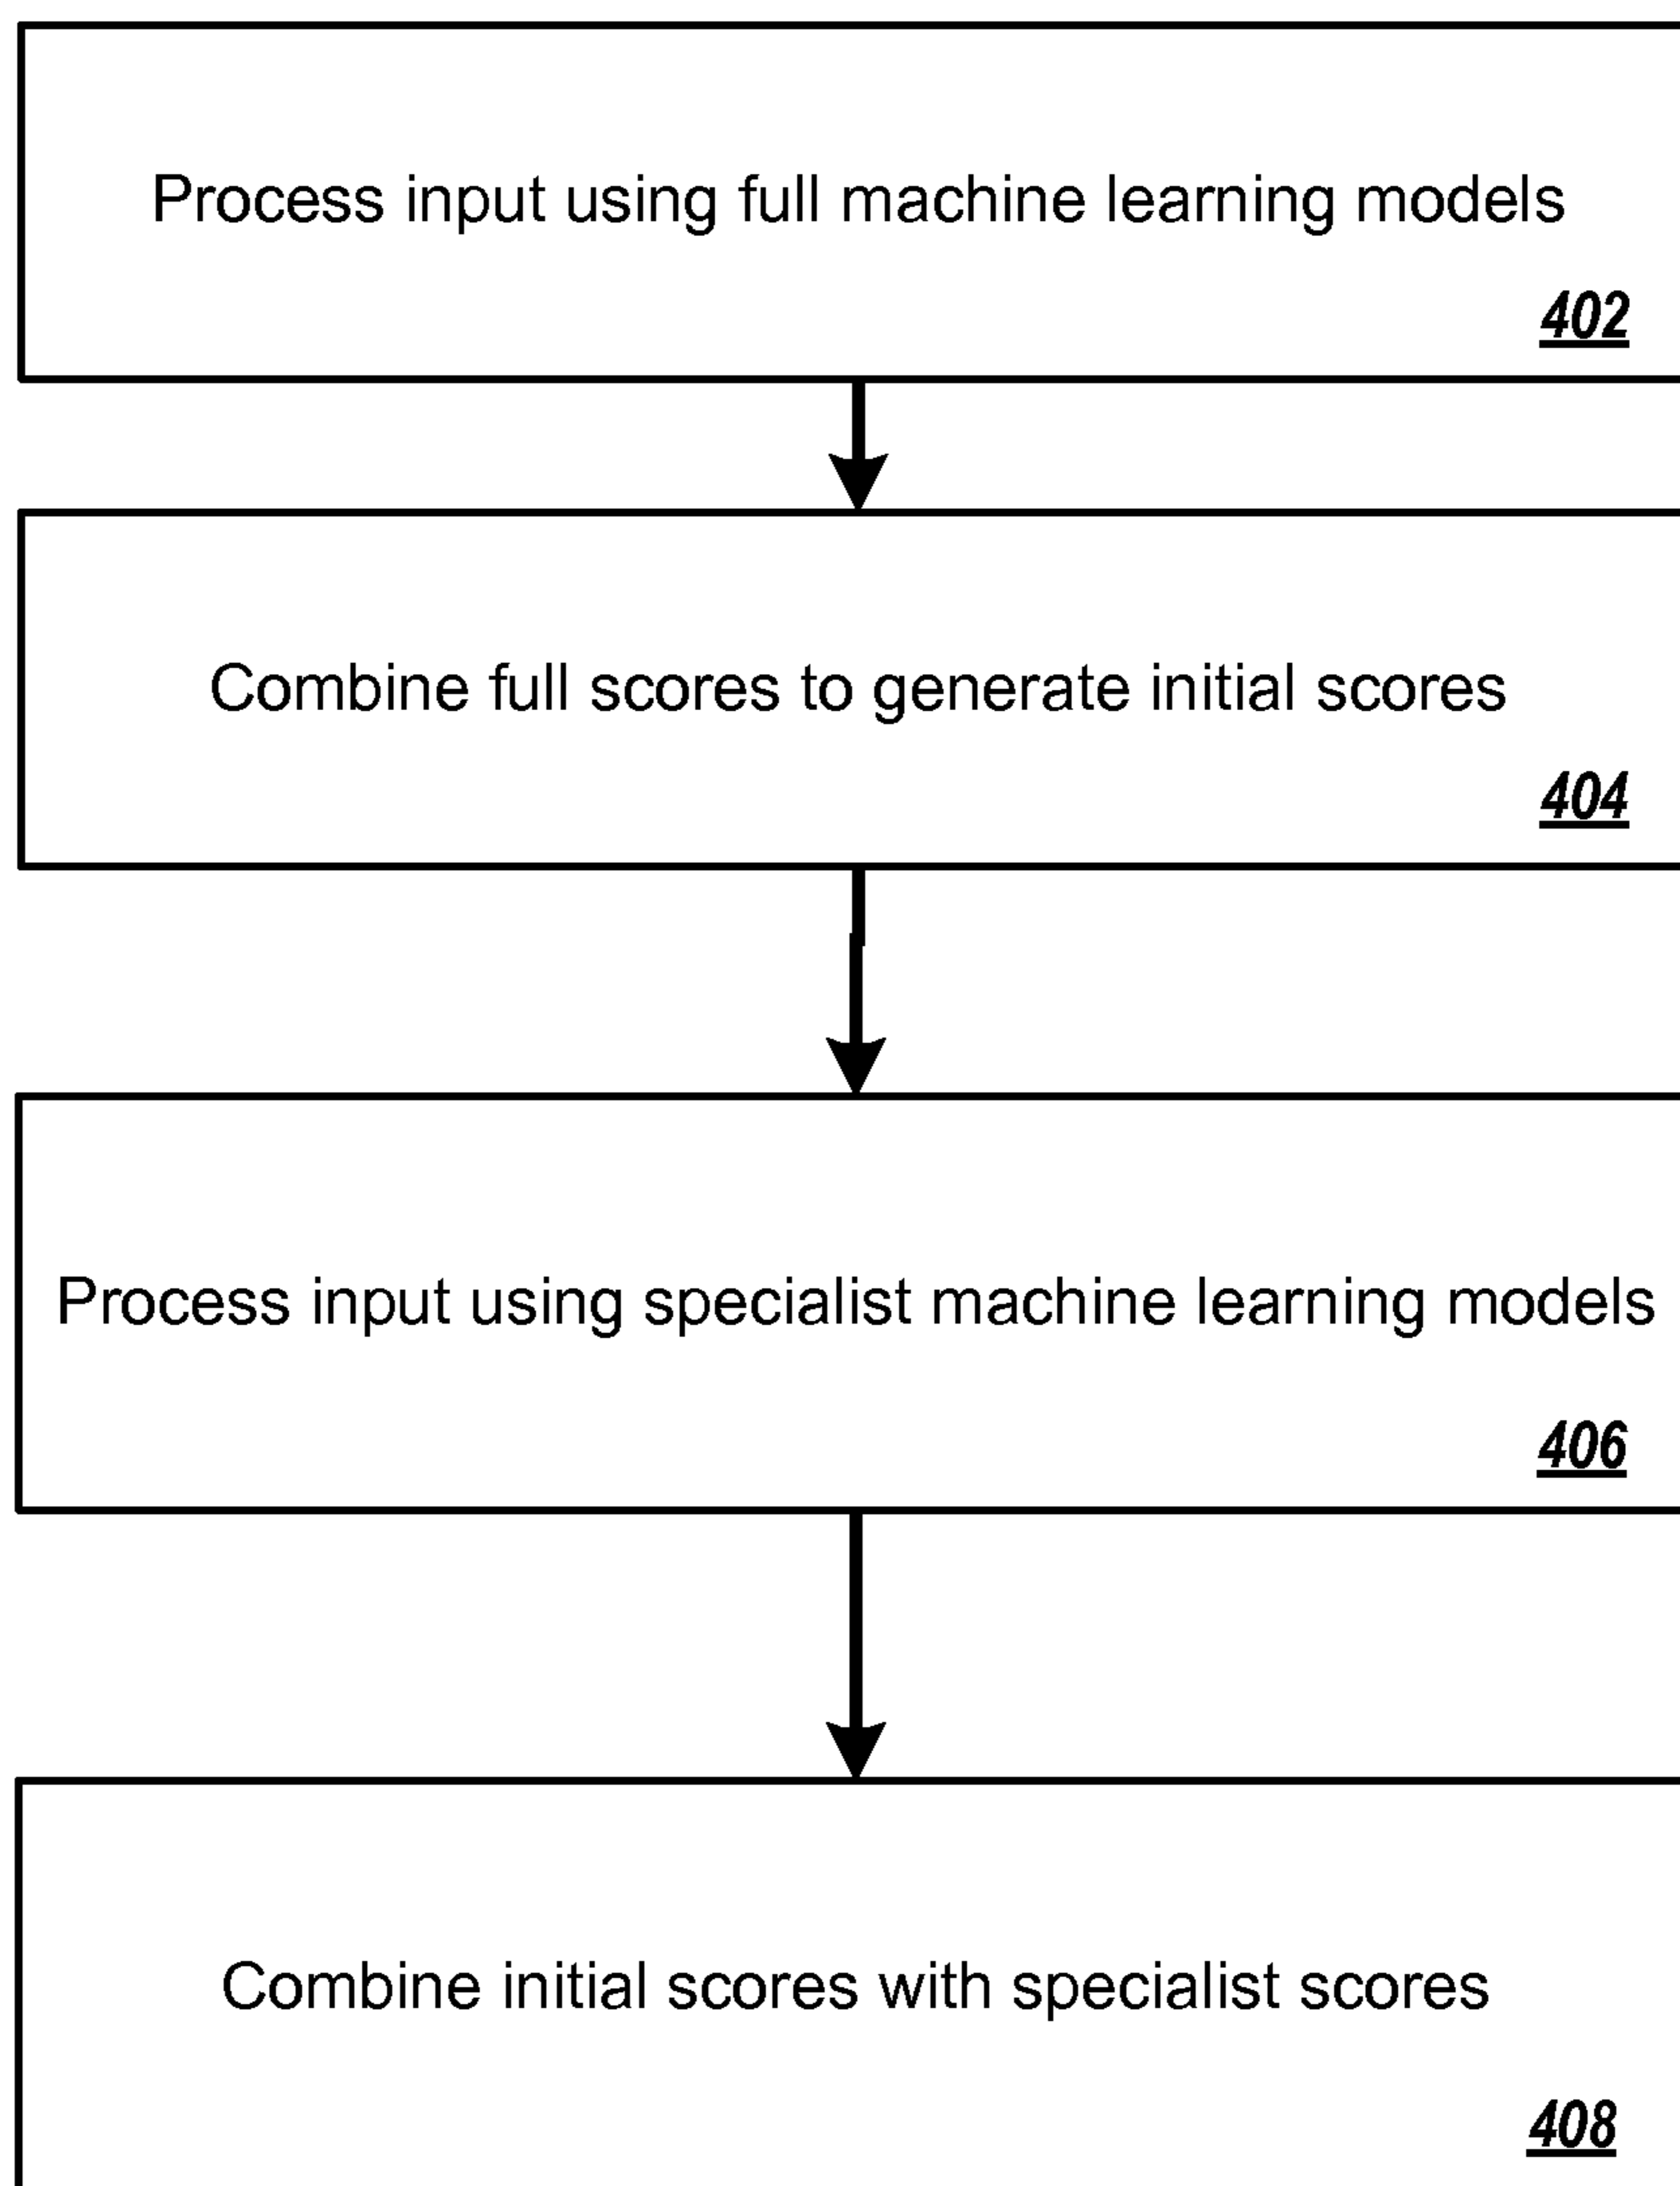 Process input using full machine learning models
402
Combine full scores to generate initial scores
404
Process input using specialist machine learning models
406
Combine initial scores with specialist scores
408